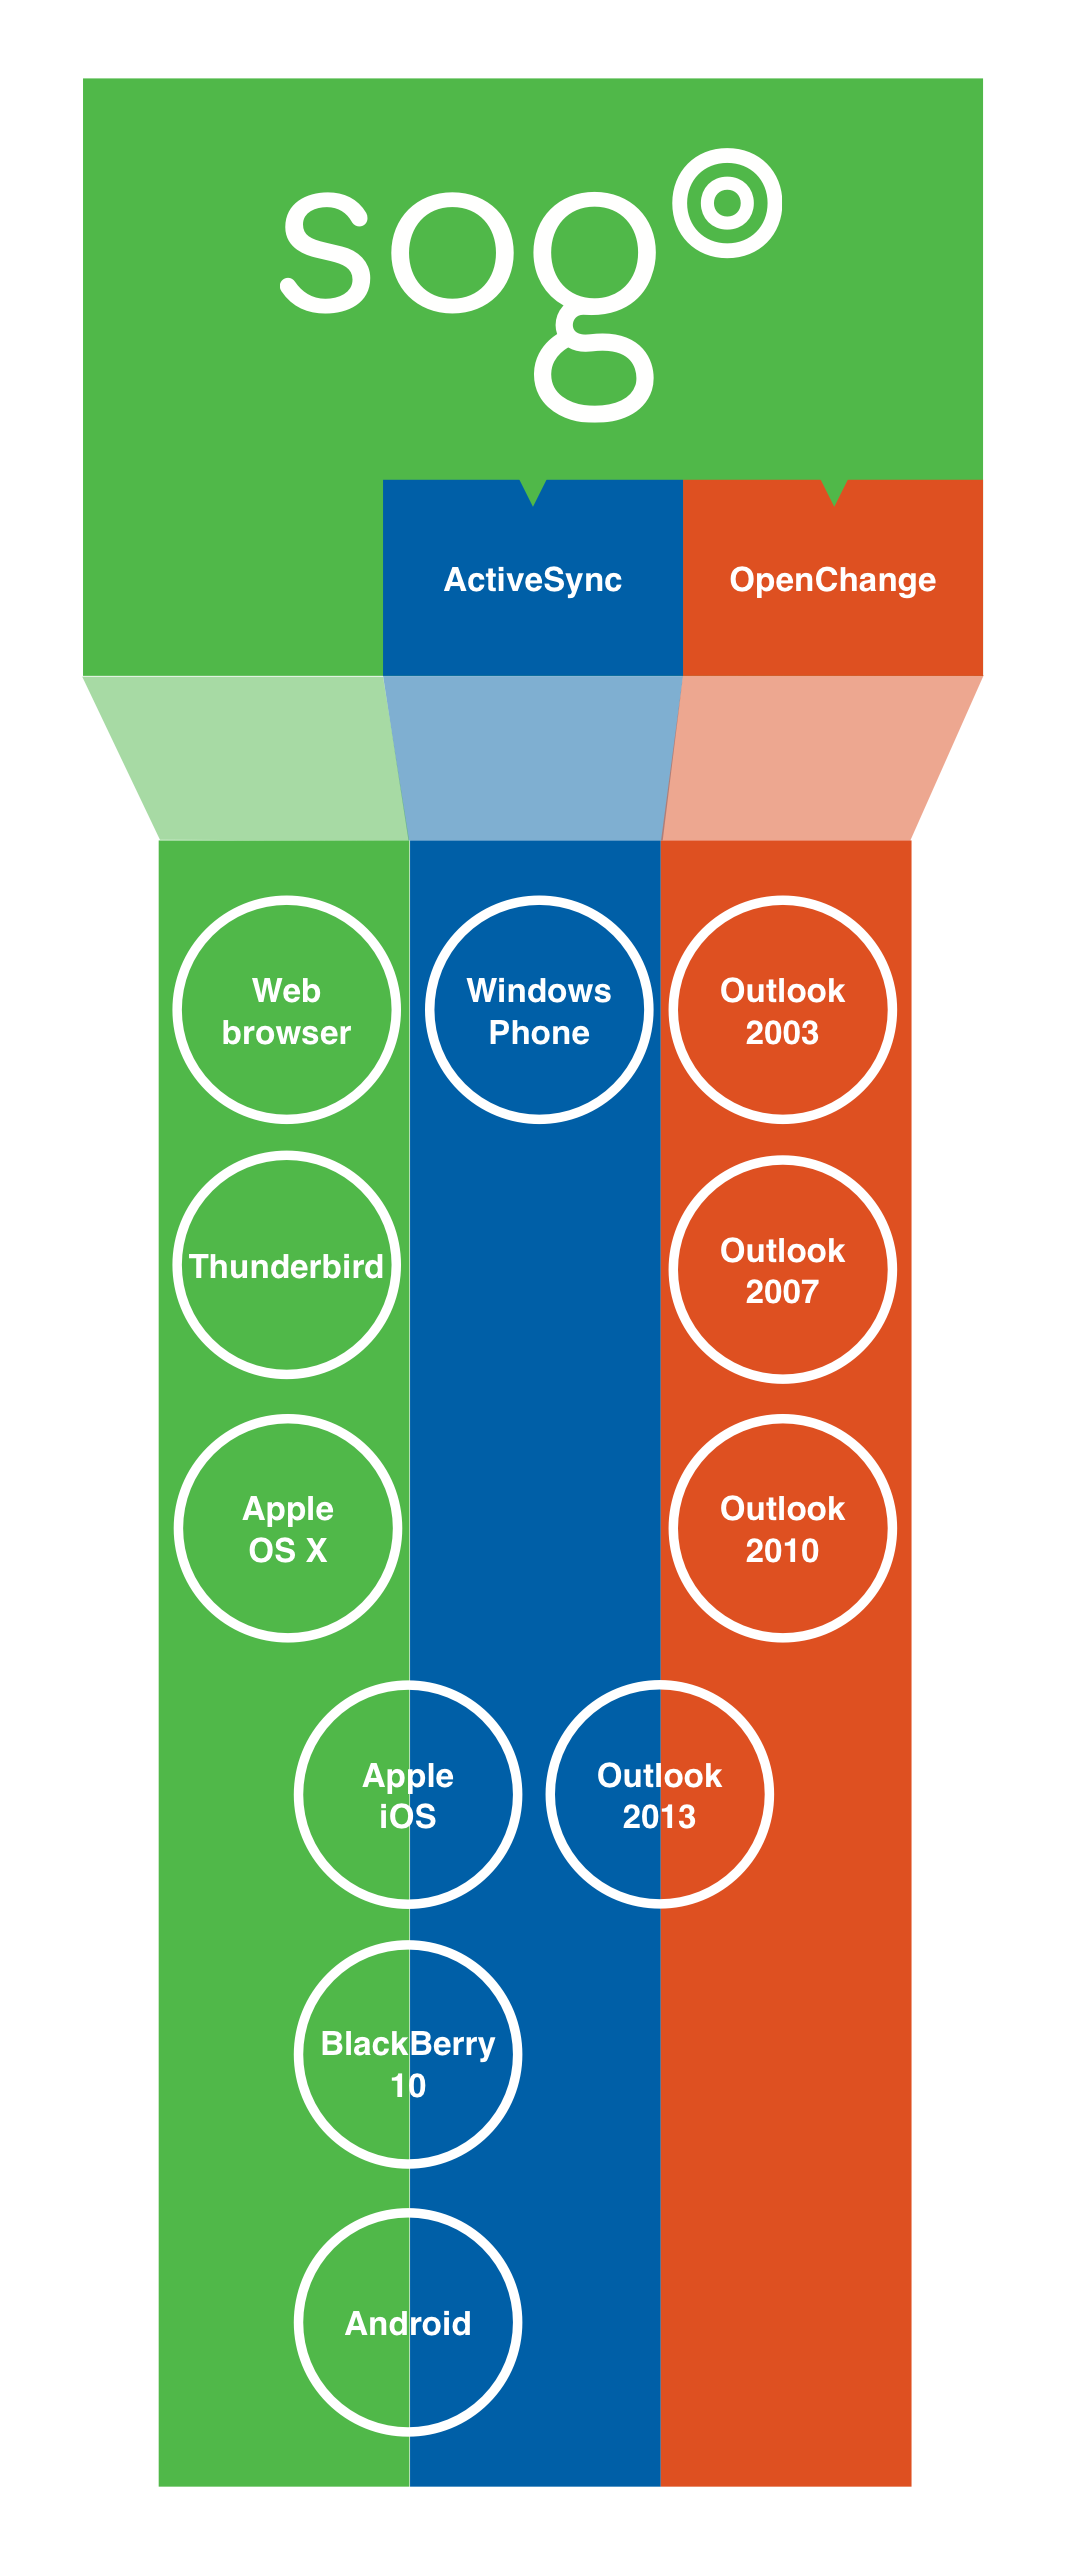 sogo
ActiveSync
OpenChange
Web
browser
Windows
Phone
Outlook
2003
Thunderbird
Outlook
2007
Apple
OS X
Outlook
2010
Apple
iOS
Outlook
2013
BlackBerry
10
Android